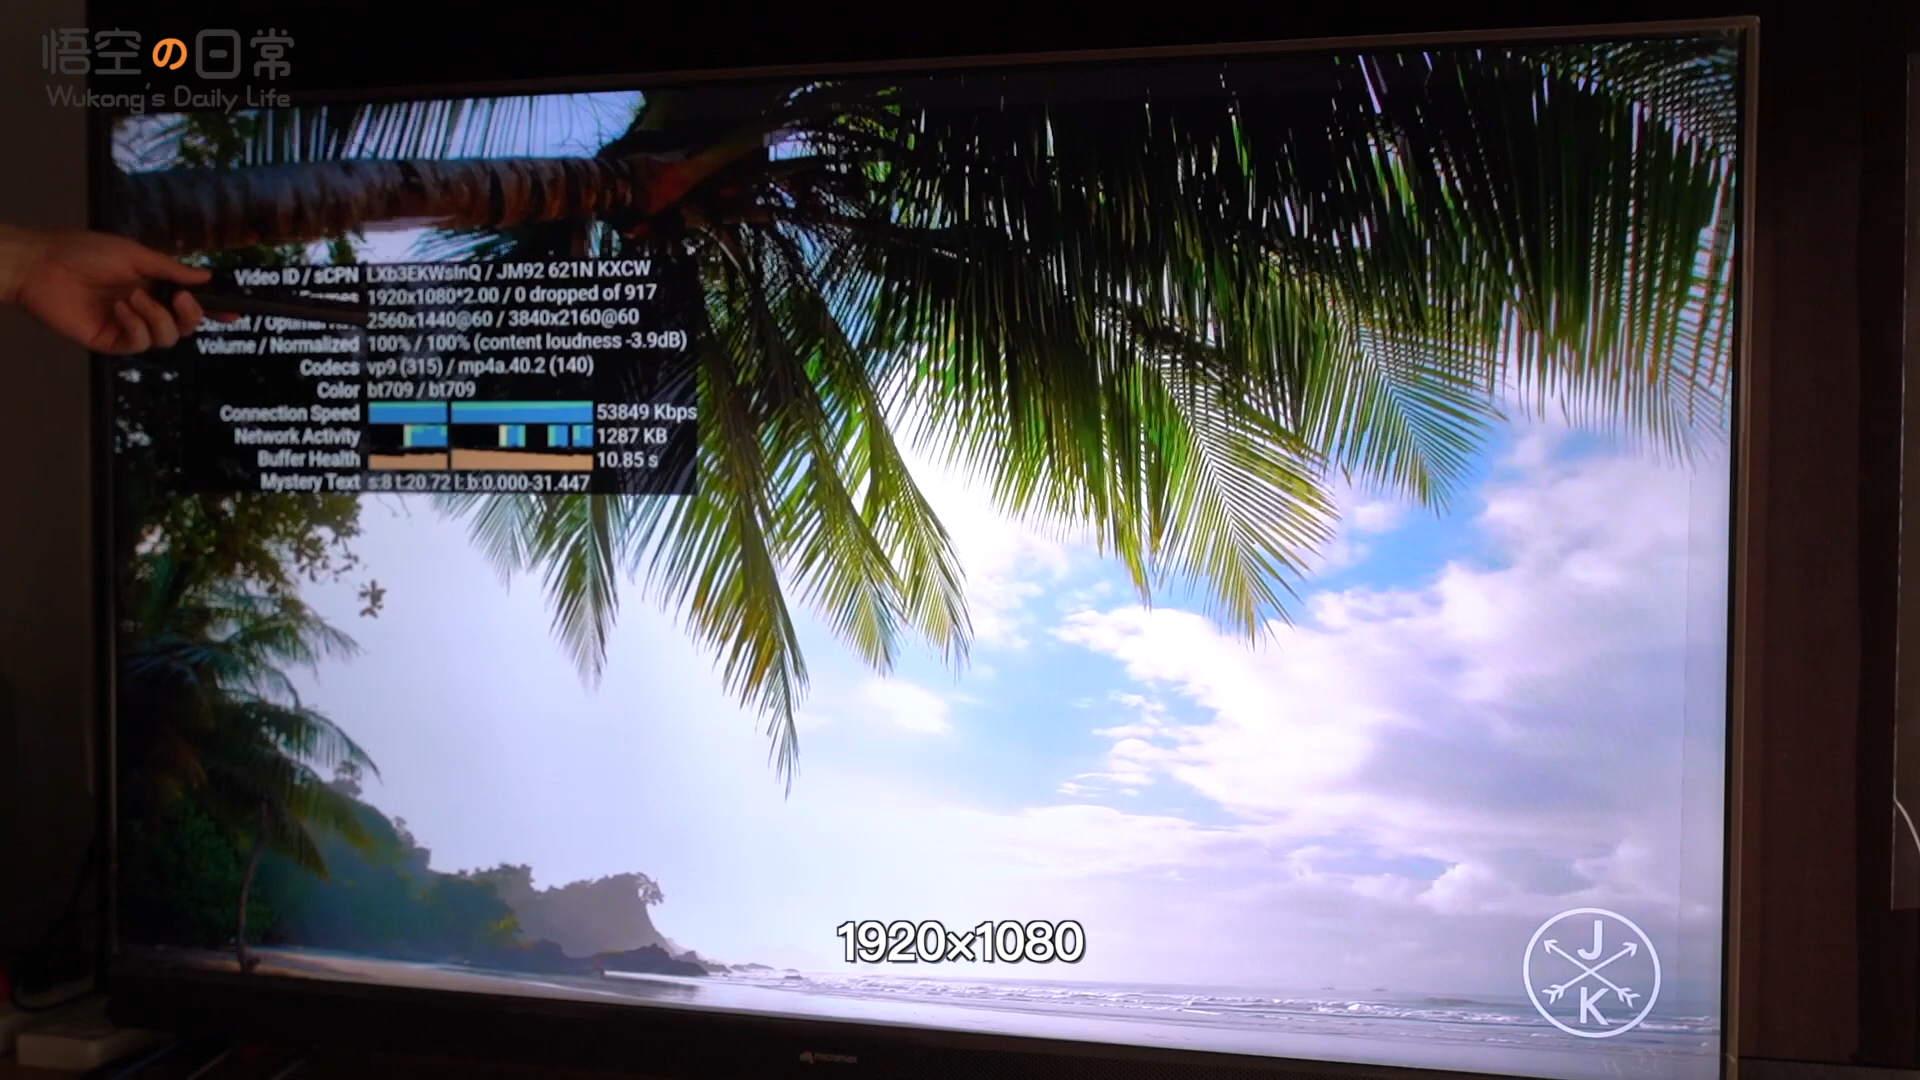 悟空の日常
Wukong's Daily Life
Video ID / sCPN LXb3EKWsInQ / JM92 621N KXCW
1920x1080*2.00 / 0 dropped of 917
2560x1440@60 / 3840x2160@60
Volume / Normalized 100% / 100% (content loudness -3.9dB)
Codecs vp9 (315) / mp4a.40.2 (140)
Color bt709 / bt709
Connection Speed 53849 Kbps
Network Activity 1287 KB
Buffer Health 10.85 s
Mystery Text s:8 t:20.72 b:0.000-31.447
1920x1080
J
K
micromax